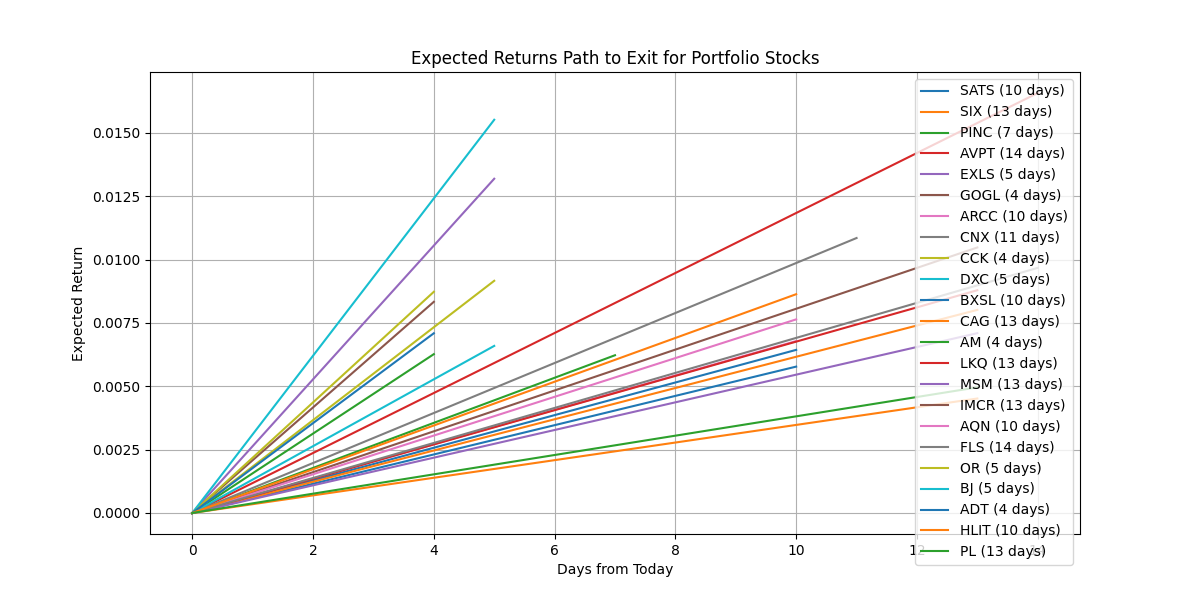 Expected Returns Path to Exit for Portfolio Stocks
Expected Return
0.0150
0.0125
0.0100
0.0075
0.0050
0.0025
0.0000
0 2 4 6 8 10
Days from Today
SATS (10 days)
SIX (13 days)
PINC (7 days)
AVPT (14 days)
EXLS (5 days)
GOGL (4 days)
ARCC (10 days)
CNX (11 days)
CCK (4 days)
DXC (5 days)
BXSL (10 days)
CAG (13 days)
AM (4 days)
LKQ (13 days)
MSM (13 days)
IMCR (13 days)
AQN (10 days)
FLS (14 days)
OR (5 days)
BJ (5 days)
ADT (4 days)
HLIT (10 days)
PL (13 days)